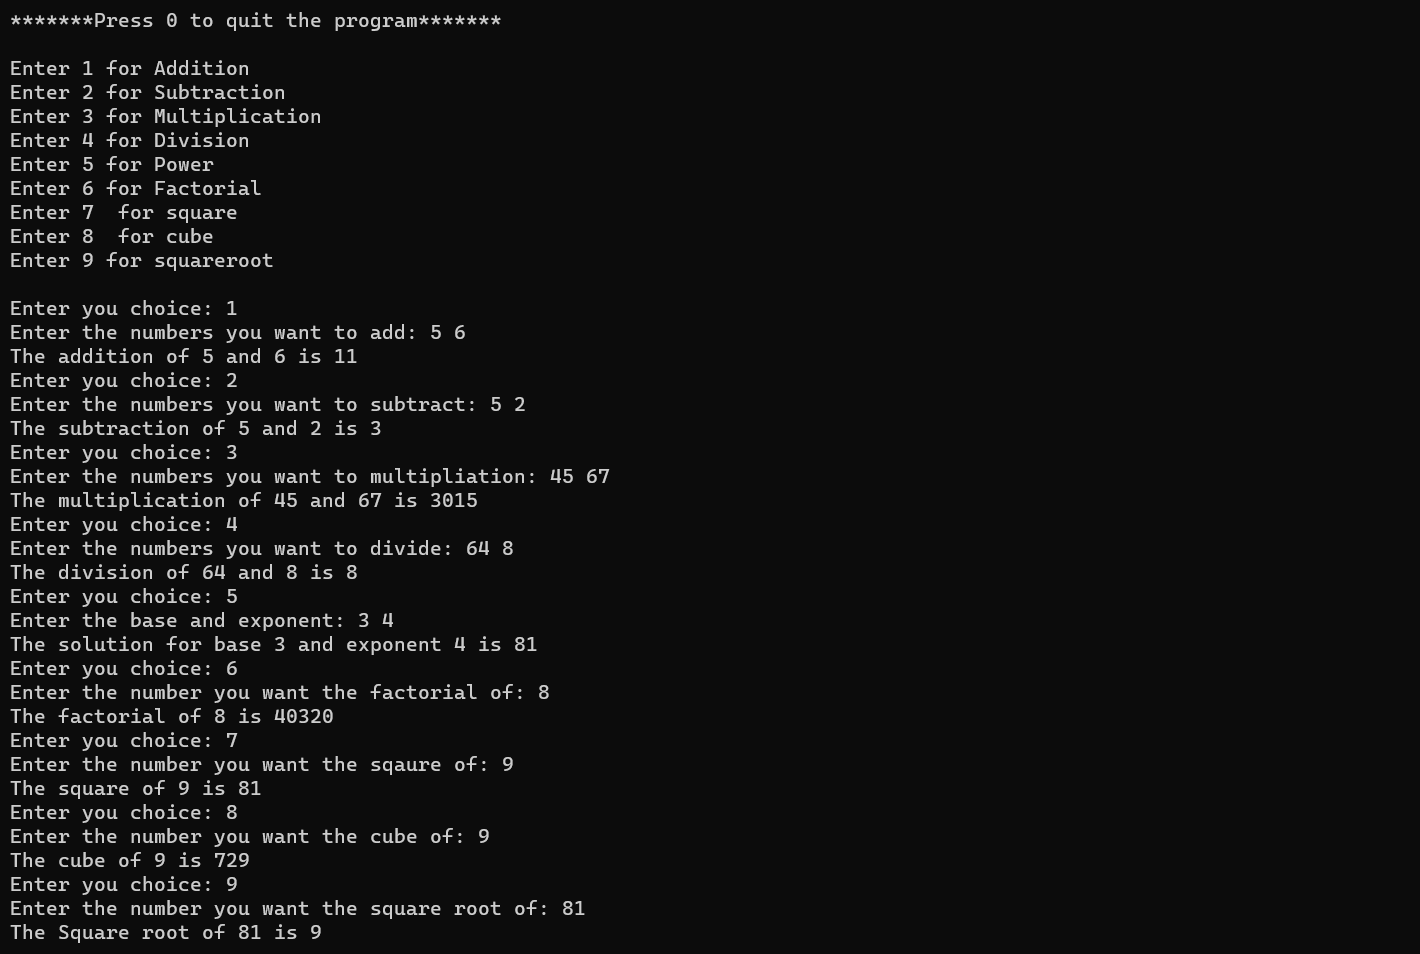 *******Press 0 to quit the program*******
Enter 1 for Addition
Enter 2 for Subtraction
Enter 3 for Multiplication
Enter 4 for Division
Enter 5 for Power
Enter 6 for Factorial
Enter 7  for square
Enter 8  for cube
Enter 9 for squareroot
Enter you choice: 1
Enter the numbers you want to add: 5 6
The addition of 5 and 6 is 11
Enter you choice: 2
Enter the numbers you want to subtract: 5 2
The subtraction of 5 and 2 is 3
Enter you choice: 3
Enter the numbers you want to multipliation: 45 67
The multiplication of 45 and 67 is 3015
Enter you choice: 4
Enter the numbers you want to divide: 64 8
The division of 64 and 8 is 8
Enter you choice: 5
Enter the base and exponent: 3 4
The solution for base 3 and exponent 4 is 81
Enter you choice: 6
Enter the number you want the factorial of: 8
The factorial of 8 is 40320
Enter you choice: 7
Enter the number you want the sqaure of: 9
The square of 9 is 81
Enter you choice: 8
Enter the number you want the cube of: 9
The cube of 9 is 729
Enter you choice: 9
Enter the number you want the square root of: 81
The Square root of 81 is 9